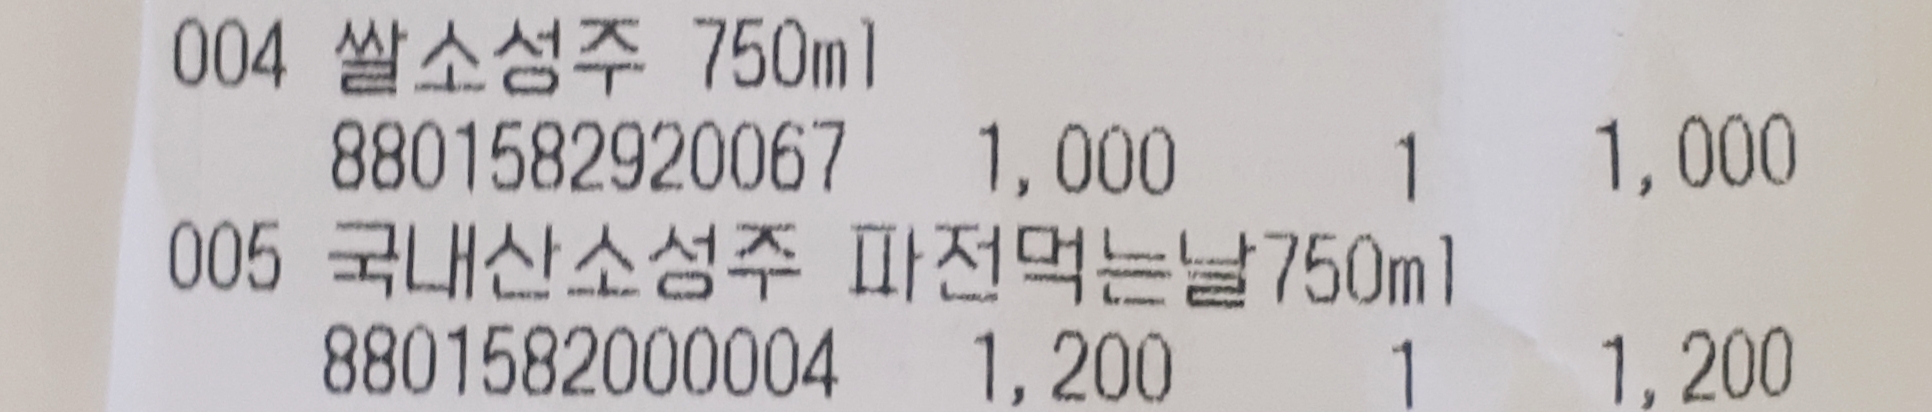 004 쌀소성주 750ml
8801582920067 1,000 1 1,000
005 국내산소성주 파전먹는날750ml
8801582000004 1,200 1 1,200